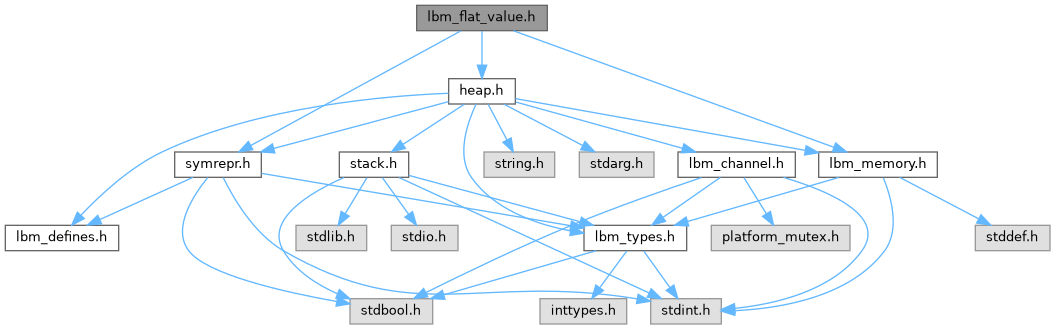 lbm_flat_value.h
heap.h
symrepr.h
stack.h
string.h
stdarg.h
lbm_channel.h
lbm_memory.h
lbm_defines.h
stdlib.h
stdio.h
lbm_types.h
platform_mutex.h
stddef.h
stdbool.h
inttypes.h
stdint.h